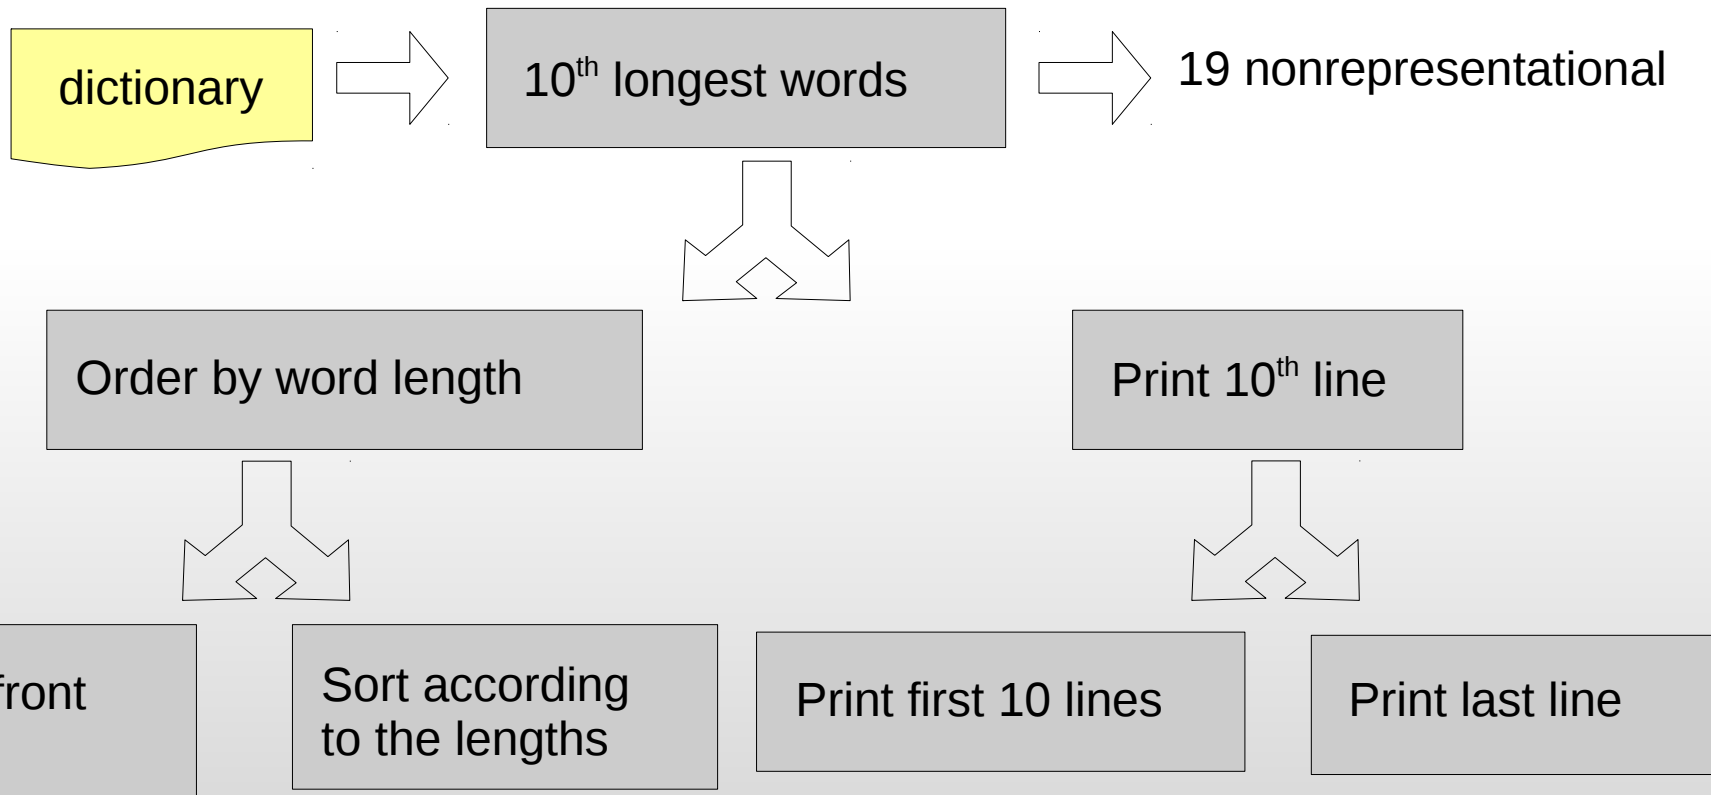 dictionary
10th longest words
19 nonrepresentational
Order by word length
Print 10th line
front
Sort according
to the lengths
Print first 10 lines
Print last line